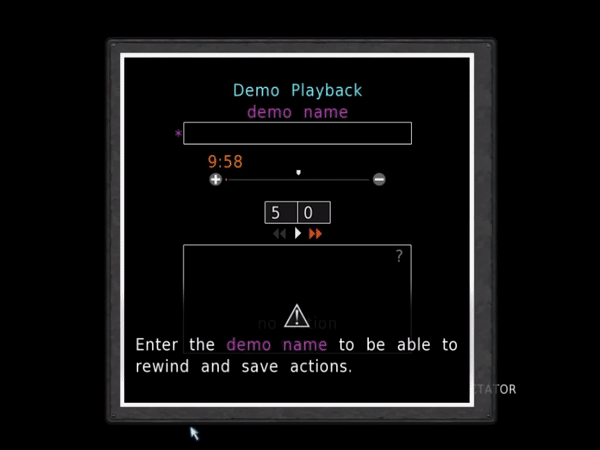 Demo Playback
demo name
*
9:58
5 0
?
Enter the demo name to be able to
rewind and save actions.